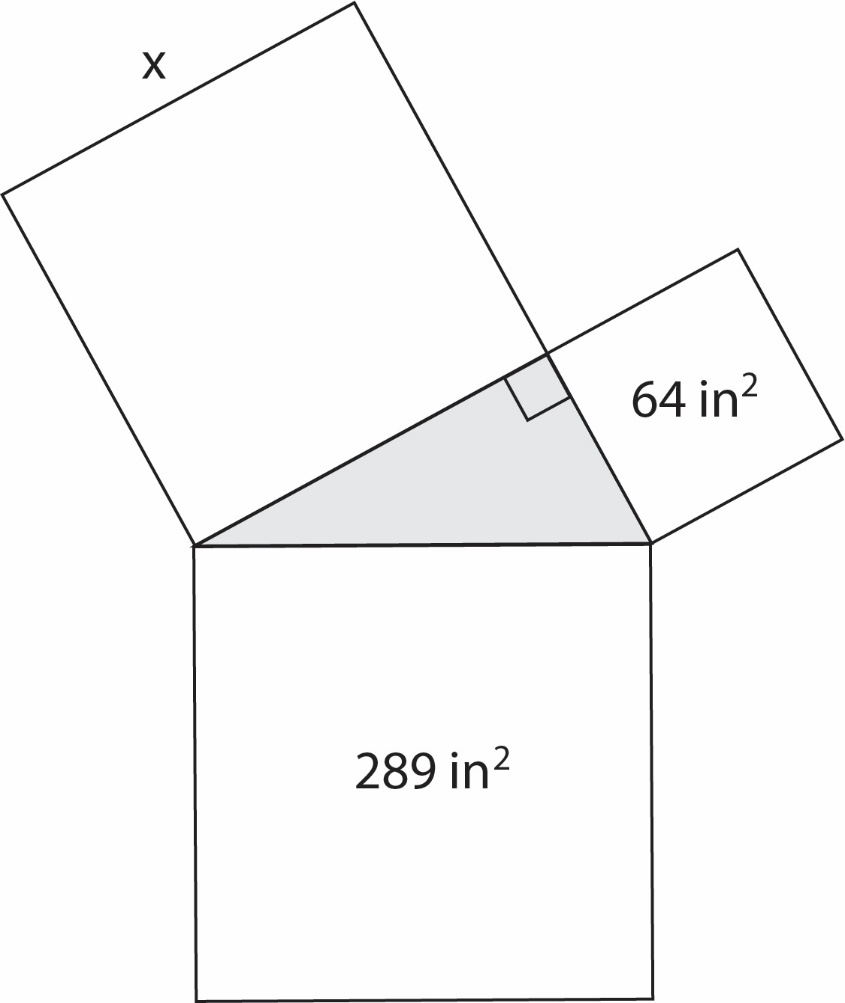 x
64 in²
289 in²